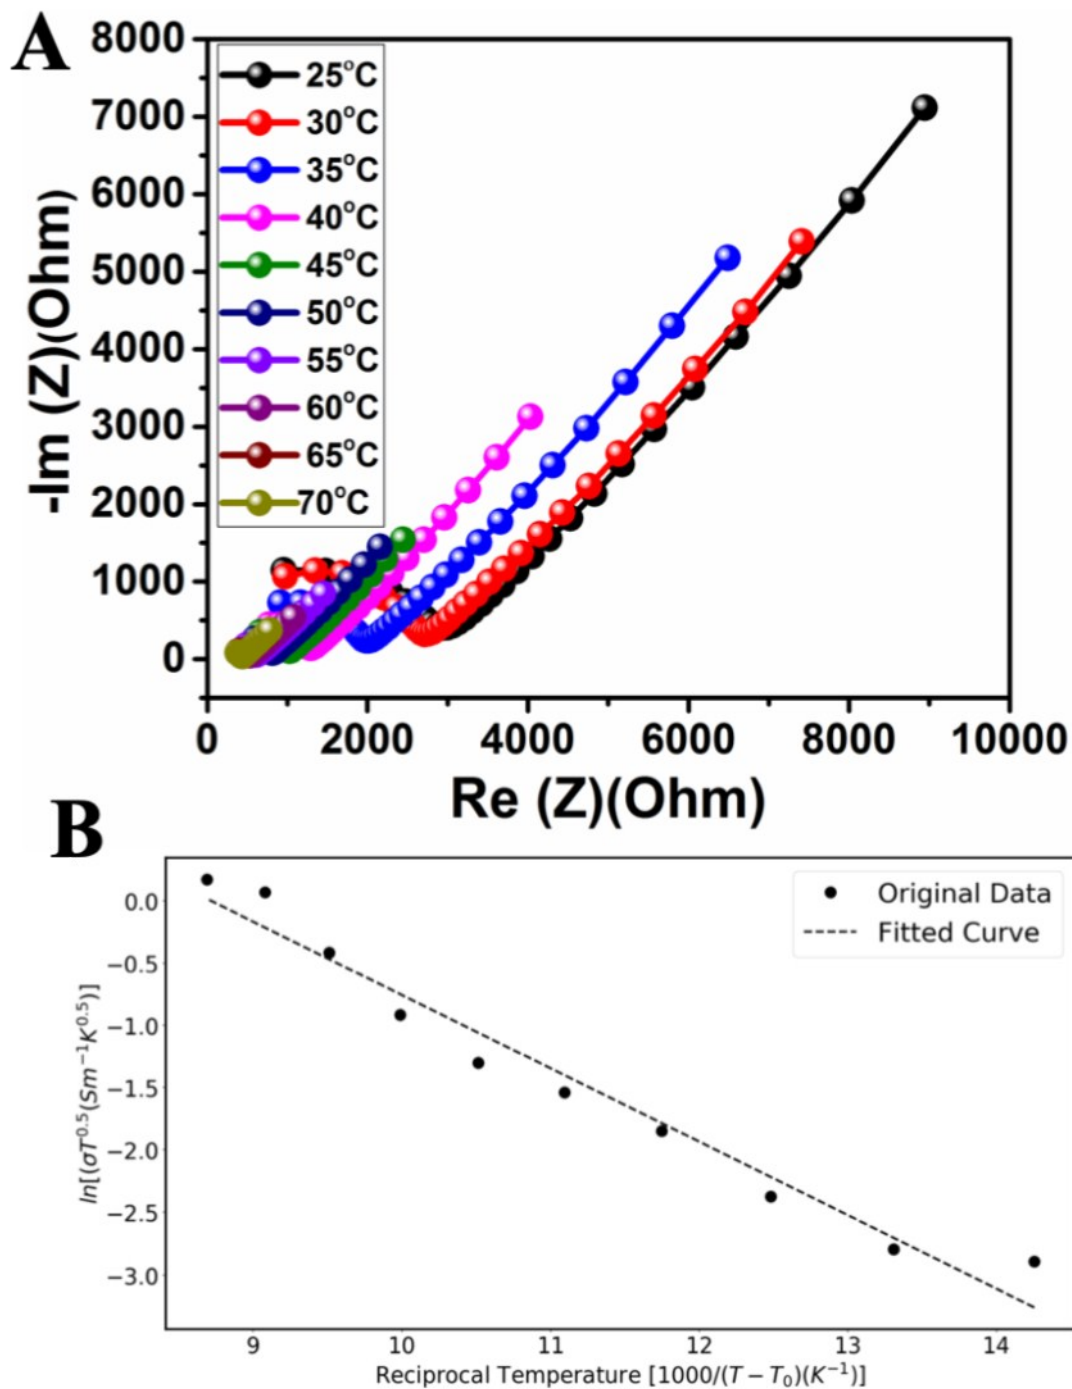 A
8000
7000
6000
5000
4000
3000
2000
1000
0
-Im (Z)(Ohm)
25°C
30°C
35°C
40°C
45°C
50°C
55°C
60°C
65°C
70°C
0 2000 4000 6000 8000 10000
Re (Z)(Ohm)
B
0.0
−0.5
−1.0
−1.5
−2.0
−2.5
−3.0
ln[(σT^0.5(Sm^−1K^0.5)]
Original Data
Fitted Curve
9 10 11 12 13 14
Reciprocal Temperature [1000/(T − T₀)(K⁻¹)]